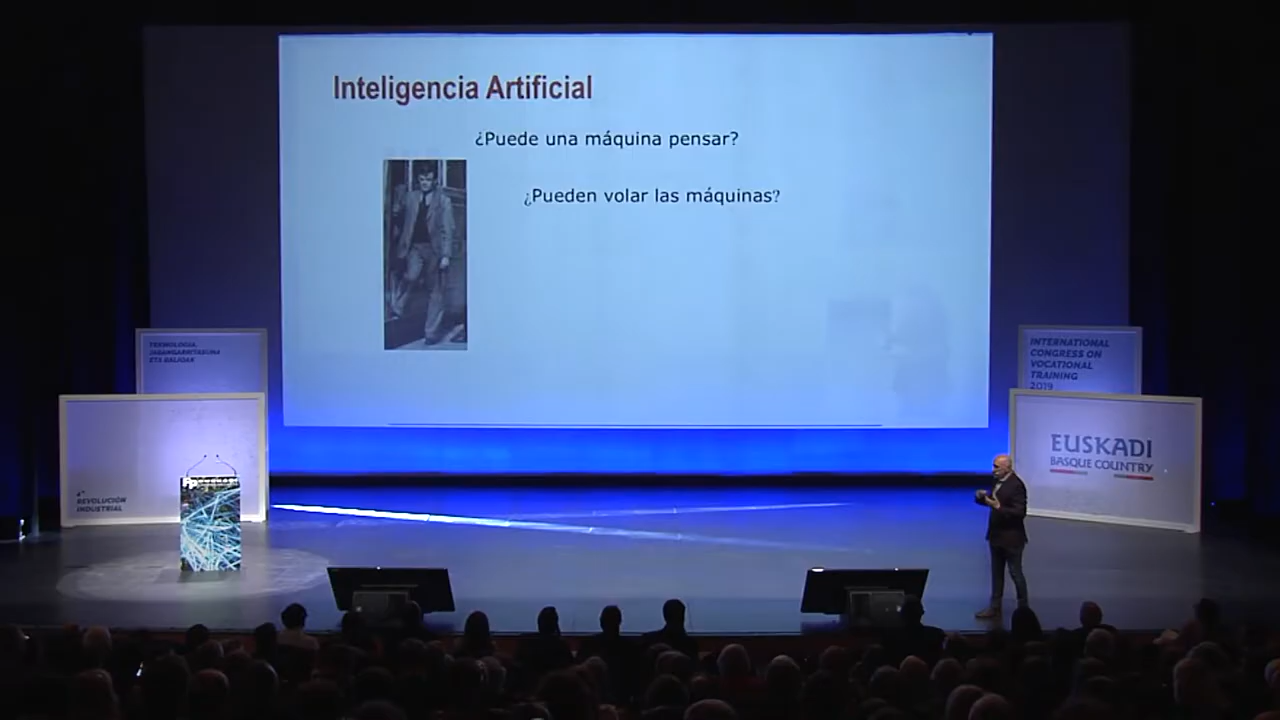 Inteligencia Artificial
¿Puede una máquina pensar?
¿Pueden volar las máquinas?
TEKNOLOGIA,
JASANGARRITASUNA
ETA BALIOAK
4ª
REVOLUCIÓN
INDUSTRIAL
INTERNATIONAL
CONGRESS ON
VOCATIONAL
TRAINING
2019
EUSKADI
BASQUE COUNTRY